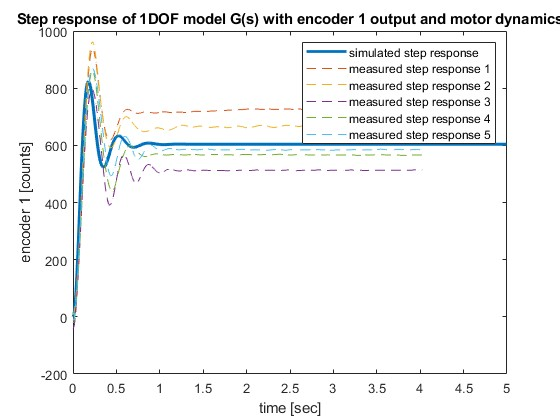 Step response of 1DOF model G(s) with encoder 1 output and motor dynamics
1000
800
600
400
200
0
-200
encoder 1 [counts]
simulated step response
measured step response 1
measured step response 2
measured step response 3
measured step response 4
measured step response 5
0 0.5 1 1.5 2 2.5 3 3.5 4 4.5 5
time [sec]